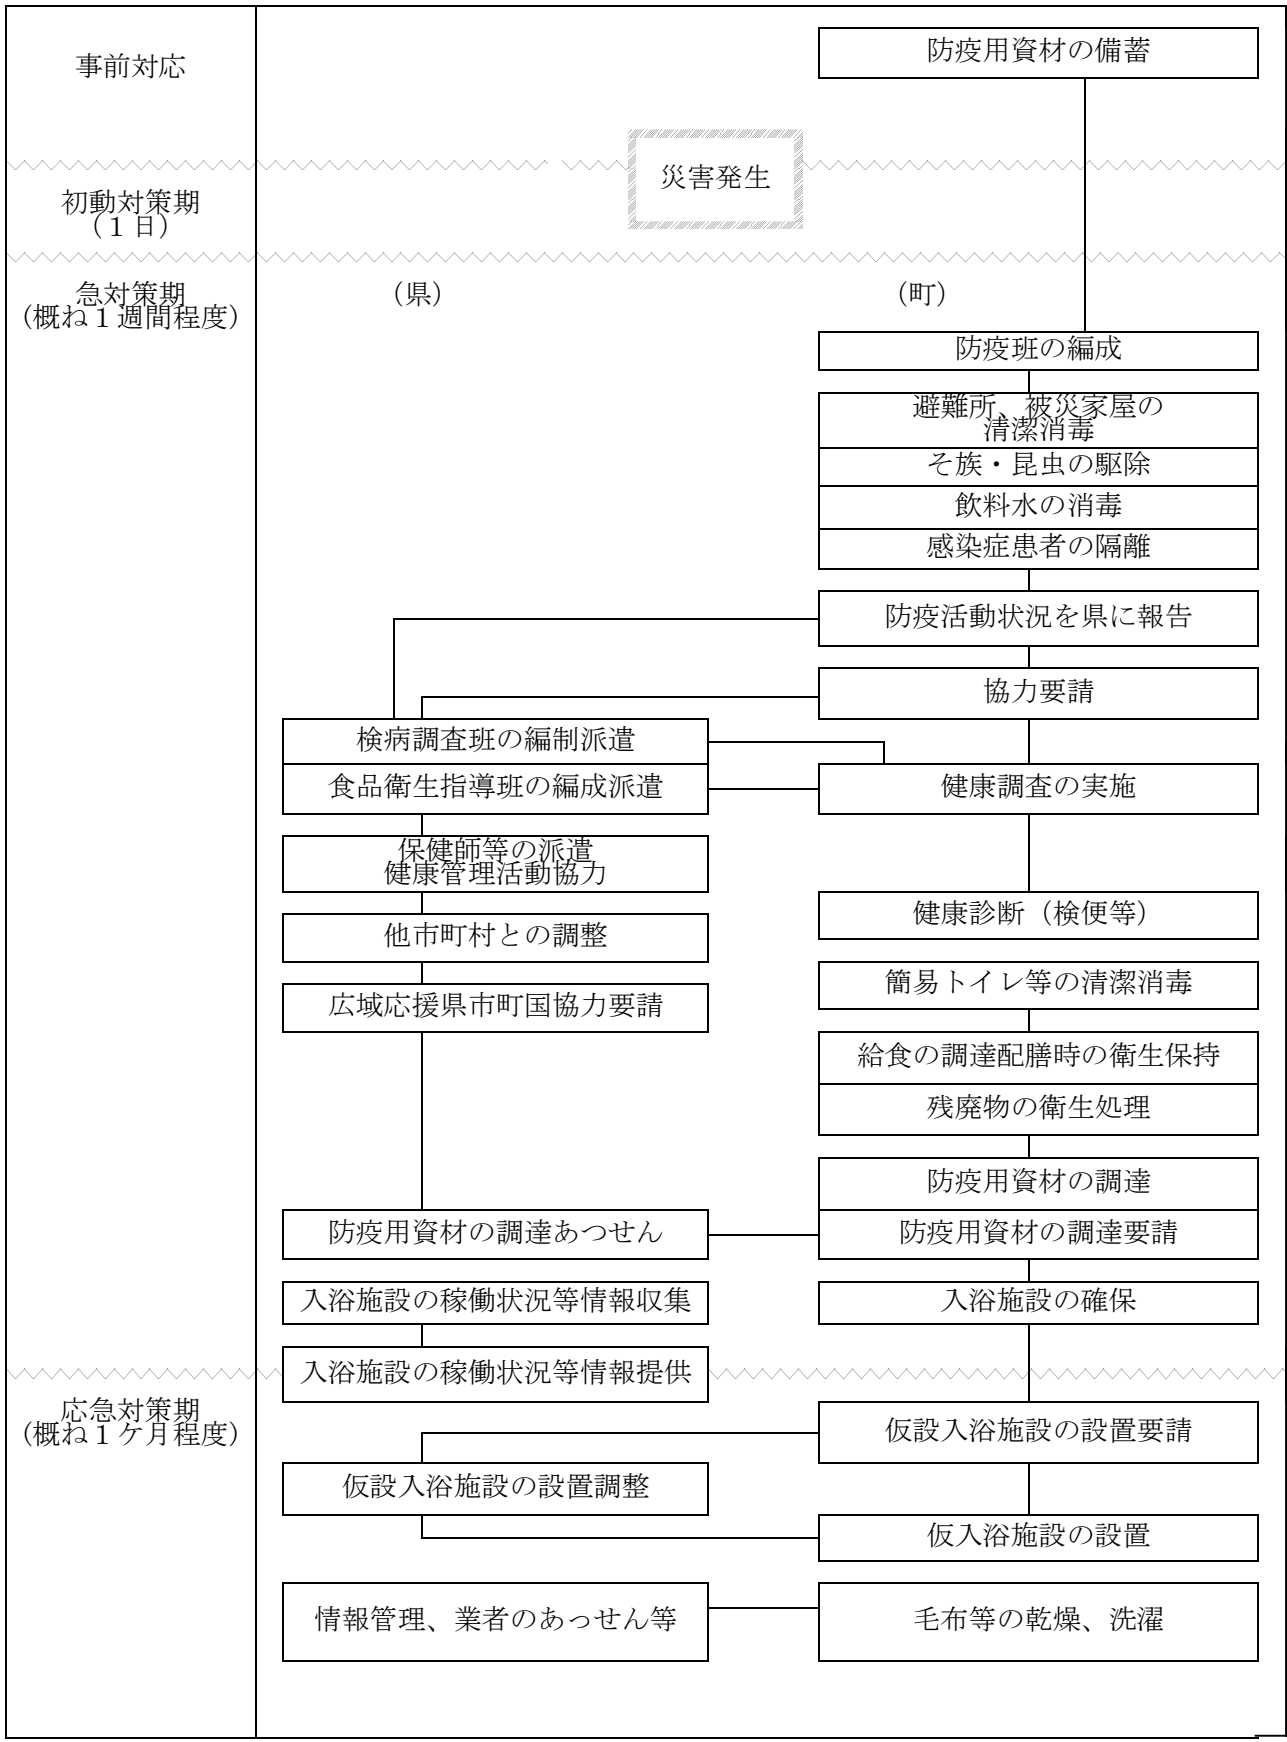 事前対応
防疫用資材の備蓄
災害発生
初動対策期
（１日）
急対策期
（概ね１週間程度）
（県）
（町）
防疫班の編成
避難所、被災家屋の
清潔消毒
そ族・昆虫の駆除
飲料水の消毒
感染症患者の隔離
防疫活動状況を県に報告
協力要請
検病調査班の編制派遣
食品衛生指導班の編成派遣
健康調査の実施
保健師等の派遣
健康管理活動協力
健康診断（検便等）
他市町村との調整
簡易トイレ等の清潔消毒
広域応援県市町国協力要請
給食の調達配膳時の衛生保持
残廃物の衛生処理
防疫用資材の調達
防疫用資材の調達あつせん
防疫用資材の調達要請
入浴施設の稼働状況等情報収集
入浴施設の確保
入浴施設の稼働状況等情報提供
応急対策期
（概ね１ケ月程度）
仮設入浴施設の設置要請
仮設入浴施設の設置調整
仮入浴施設の設置
情報管理、業者のあっせん等
毛布等の乾燥、洗濯